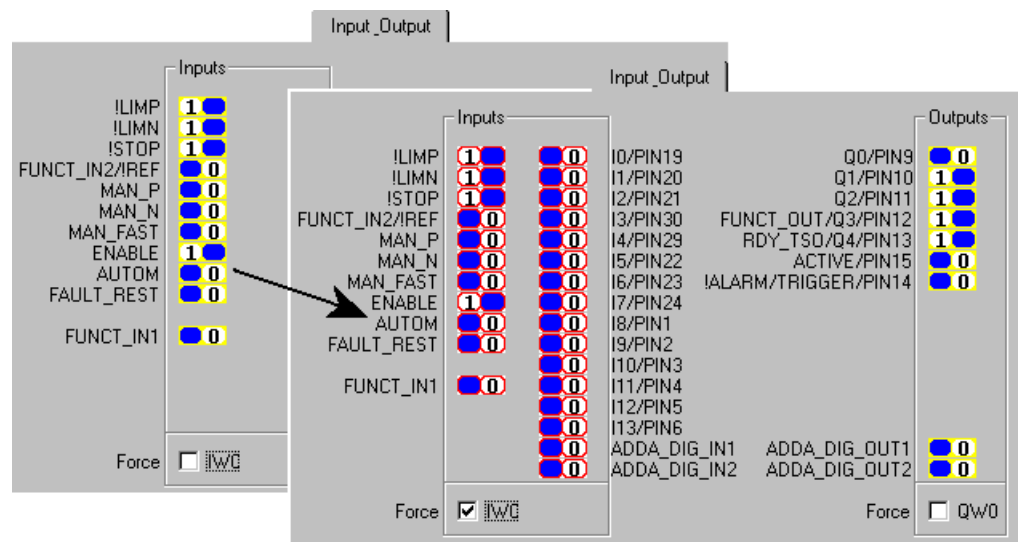 Input_Output
Inputs
!LIMP 1
!LIMN 1
!STOP 1
FUNCT_IN2/!REF 0
MAN_P 0
MAN_N 0
MAN_FAST 0
ENABLE 1
AUTOM 0
FAULT_REST 0
FUNCT_IN1 0
Force IW0
Input_Output
Inputs Outputs
!LIMP 1 0 I0/PIN19 Q0/PIN9 0
!LIMN 1 0 I1/PIN20 Q1/PIN10 1
!STOP 1 0 I2/PIN21 Q2/PIN11 1
FUNCT_IN2/!REF 0 0 I3/PIN30 FUNCT_OUT/Q3/PIN12 1
MAN_P 0 0 I4/PIN29 RDY_TSO/Q4/PIN13 1
MAN_N 0 0 I5/PIN22 ACTIVE/PIN15 0
MAN_FAST 0 0 I6/PIN23 !ALARM/TRIGGER/PIN14 0
ENABLE 1 0 I7/PIN24
AUTOM 0 0 I8/PIN1
FAULT_REST 0 0 I9/PIN2
0 I10/PIN3
FUNCT_IN1 0 0 I11/PIN4
0 I12/PIN5
0 I13/PIN6
0 ADDA_DIG_IN1 ADDA_DIG_OUT1 0
0 ADDA_DIG_IN2 ADDA_DIG_OUT2 0
Force IW0 Force QW0